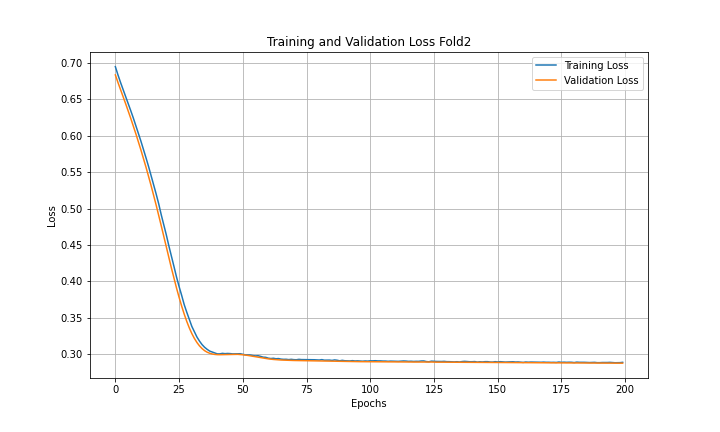 Training and Validation Loss Fold2
Training Loss
Validation Loss
0.70
0.65
0.60
0.55
0.50
0.45
0.40
0.35
0.30
Loss
0 25 50 75 100 125 150 175 200
Epochs